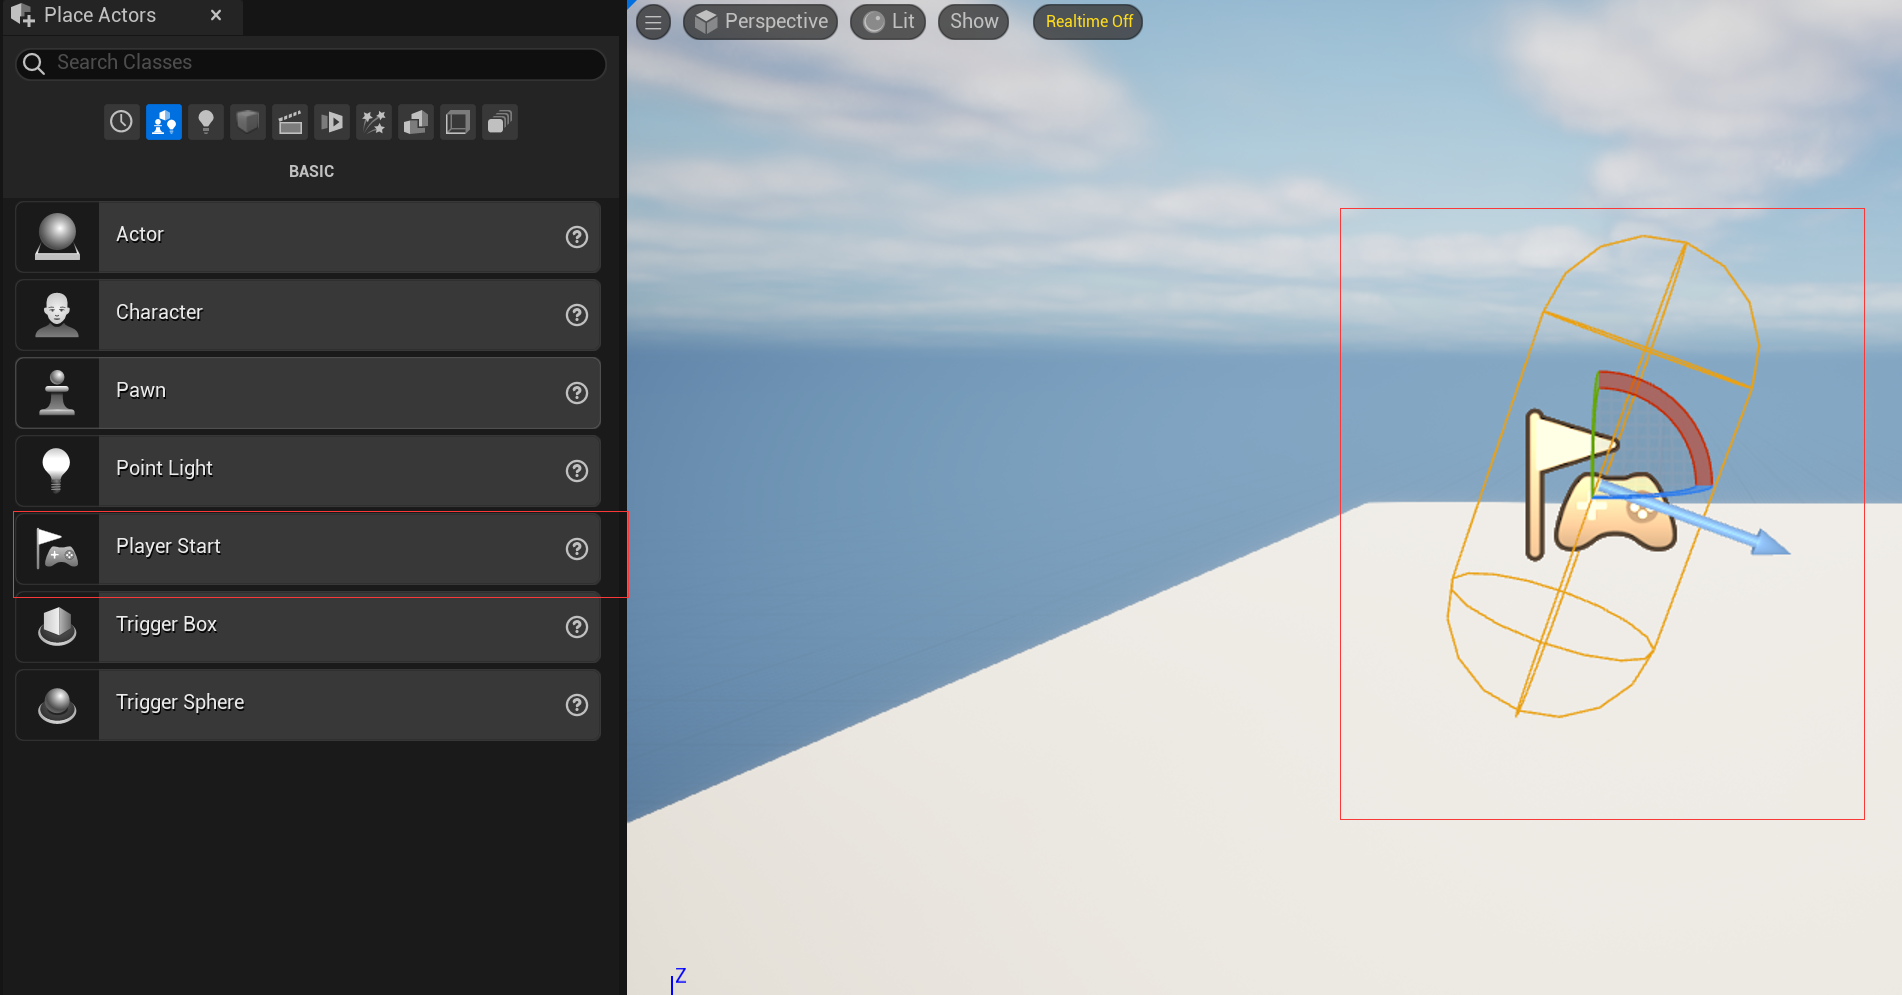 Place Actors
Search Classes
BASIC
Actor
Character
Pawn
Point Light
Player Start
Trigger Box
Trigger Sphere
Perspective Lit Show Realtime Off
Z